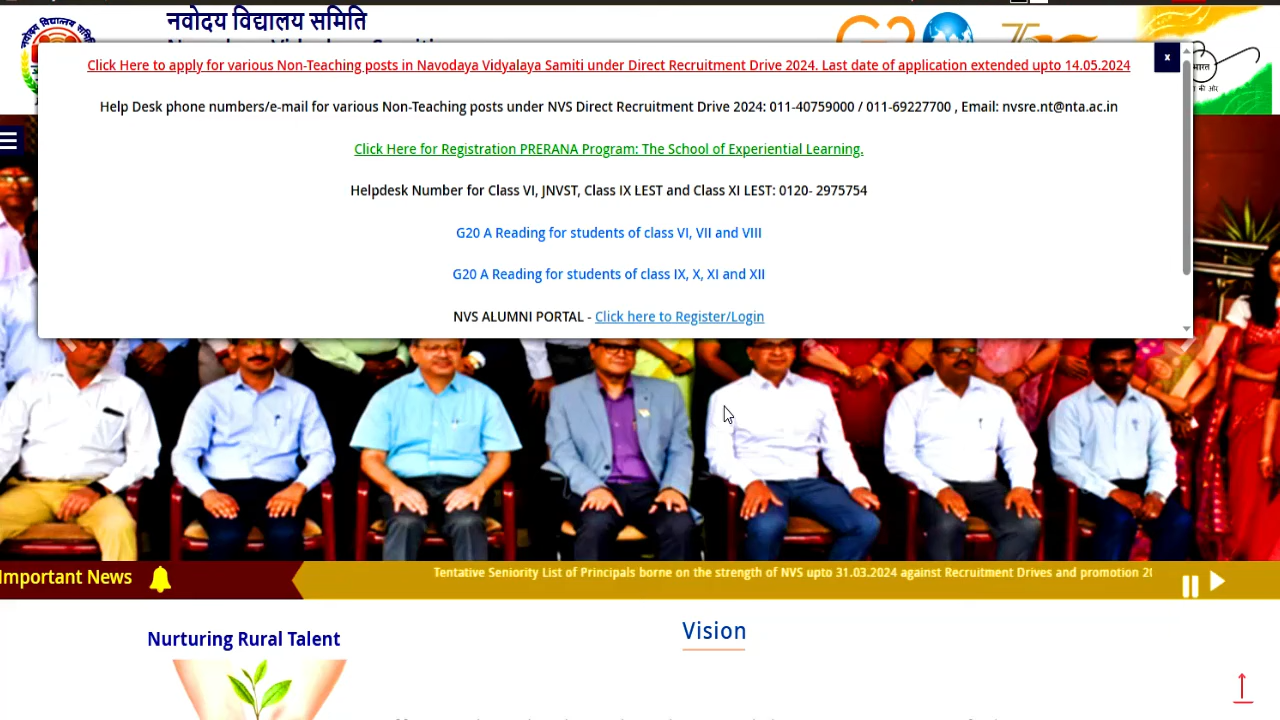 नवोदय विद्यालय समिति
Click Here to apply for various Non-Teaching posts in Navodaya Vidyalaya Samiti under Direct Recruitment Drive 2024. Last date of application extended upto 14.05.2024
x
Help Desk phone numbers/e-mail for various Non-Teaching posts under NVS Direct Recruitment Drive 2024: 011-40759000 / 011-69227700 , Email: nvsre.nt@nta.ac.in
Click Here for Registration PRERANA Program: The School of Experiential Learning.
Helpdesk Number for Class VI, JNVST, Class IX LEST and Class XI LEST: 0120- 2975754
G20 A Reading for students of class VI, VII and VIII
G20 A Reading for students of class IX, X, XI and XII
NVS ALUMNI PORTAL - Click here to Register/Login
Important News
Tentative Seniority List of Principals borne on the strength of NVS upto 31.03.2024 against Recruitment Drives and promotion
Nurturing Rural Talent
Vision